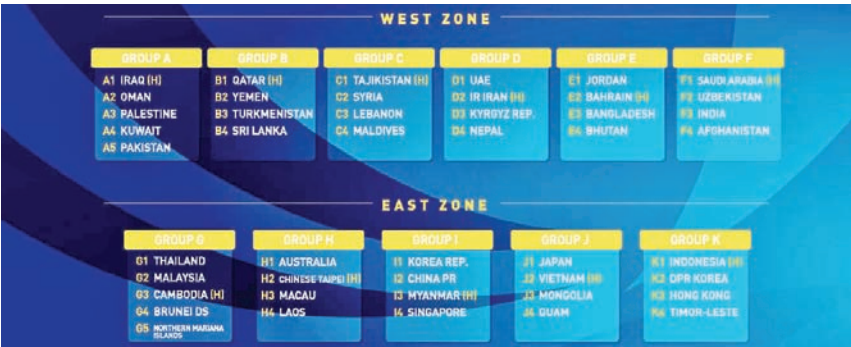 WEST ZONE
GROUP A
A1 IRAQ (H)
A2 OMAN
A3 PALESTINE
A4 KUWAIT
A5 PAKISTAN
GROUP B
B1 QATAR (H)
B2 YEMEN
B3 TURKMENISTAN
B4 SRI LANKA
GROUP C
C1 TAJIKISTAN (H)
C2 SYRIA
C3 LEBANON
C4 MALDIVES
GROUP D
D1 UAE
D2 IR IRAN (H)
D3 KYRGYZ REP.
D4 NEPAL
GROUP E
E1 JORDAN
E2 BAHRAIN (H)
E3 BANGLADESH
E4 BHUTAN
GROUP F
F1 SAUDI ARABIA (H)
F2 UZBEKISTAN
F3 INDIA
F4 AFGHANISTAN
EAST ZONE
GROUP G
G1 THAILAND
G2 MALAYSIA
G3 CAMBODIA (H)
G4 BRUNEI DS
G5 NORTHERN MARIANA
ISLANDS
GROUP H
H1 AUSTRALIA
H2 CHINESE TAIPEI (H)
H3 MACAU
H4 LAOS
GROUP I
I1 KOREA REP.
I2 CHINA PR
I3 MYANMAR (H)
I4 SINGAPORE
GROUP J
J1 JAPAN
J2 VIETNAM (H)
J3 MONGOLIA
J4 GUAM
GROUP K
K1 INDONESIA (H)
K2 DPR KOREA
K3 HONG KONG
K4 TIMOR-LESTE